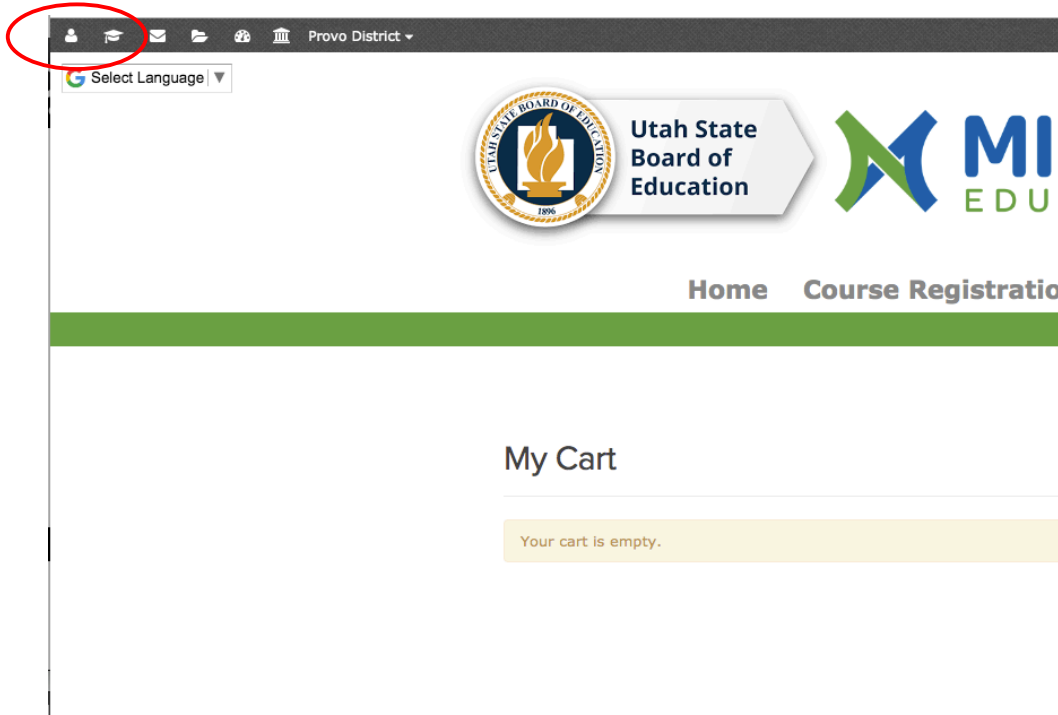 Provo District
Select Language
UTAH STATE BOARD OF EDUCATION
1896
Utah State
Board of
Education
MI
EDU
Home Course Registratio
My Cart
Your cart is empty.